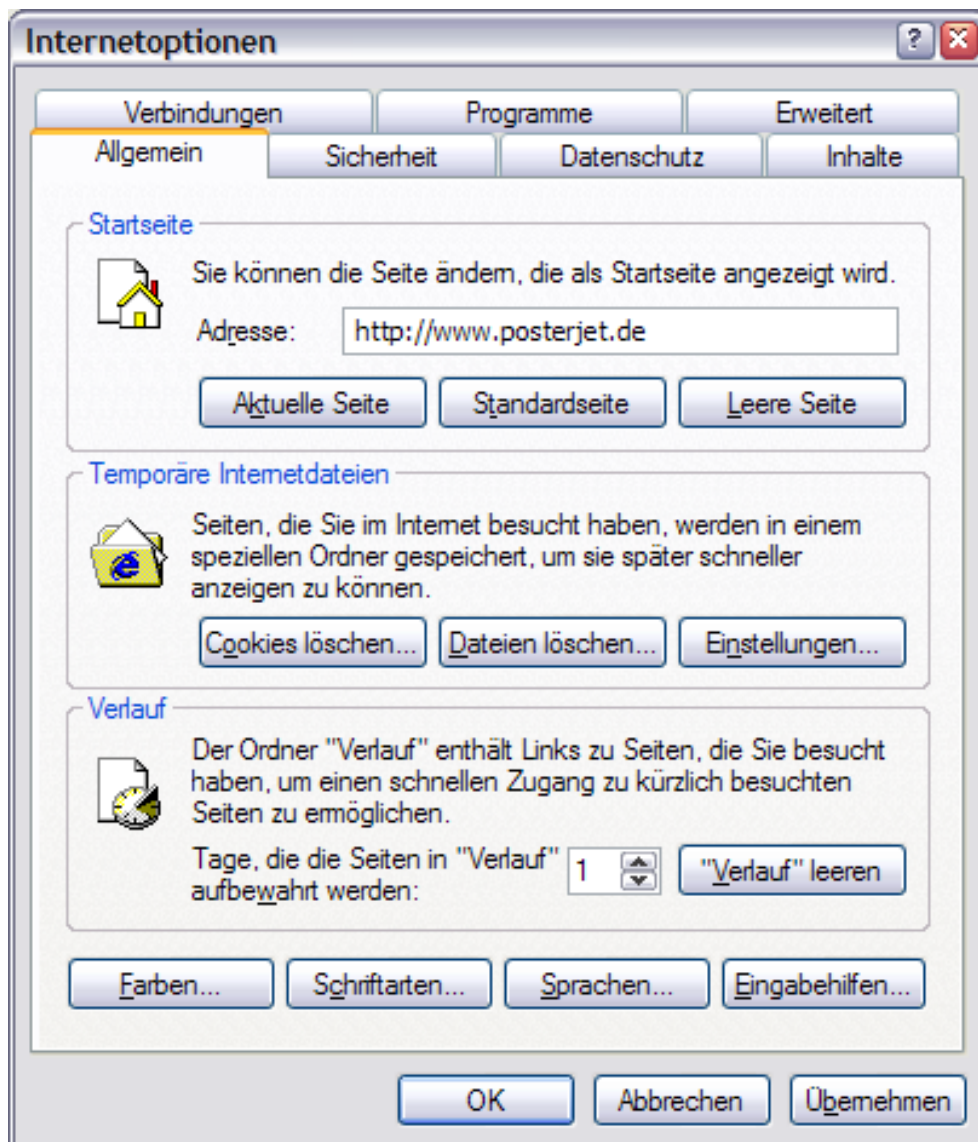 Internetoptionen
Verbindungen Programme Erweitert
Allgemein Sicherheit Datenschutz Inhalte
Startseite
Sie können die Seite ändern, die als Startseite angezeigt wird.
Adresse: http://www.posterjet.de
Aktuelle Seite Standardseite Leere Seite
Temporäre Internetdateien
Seiten, die Sie im Internet besucht haben, werden in einem
speziellen Ordner gespeichert, um sie später schneller
anzeigen zu können.
Cookies löschen... Dateien löschen... Einstellungen...
Verlauf
Der Ordner "Verlauf" enthält Links zu Seiten, die Sie besucht
haben, um einen schnellen Zugang zu kürzlich besuchten
Seiten zu ermöglichen.
Tage, die die Seiten in "Verlauf"
aufbewahrt werden: 1 "Verlauf" leeren
Farben... Schriftarten... Sprachen... Eingabehilfen...
OK Abbrechen Übernehmen